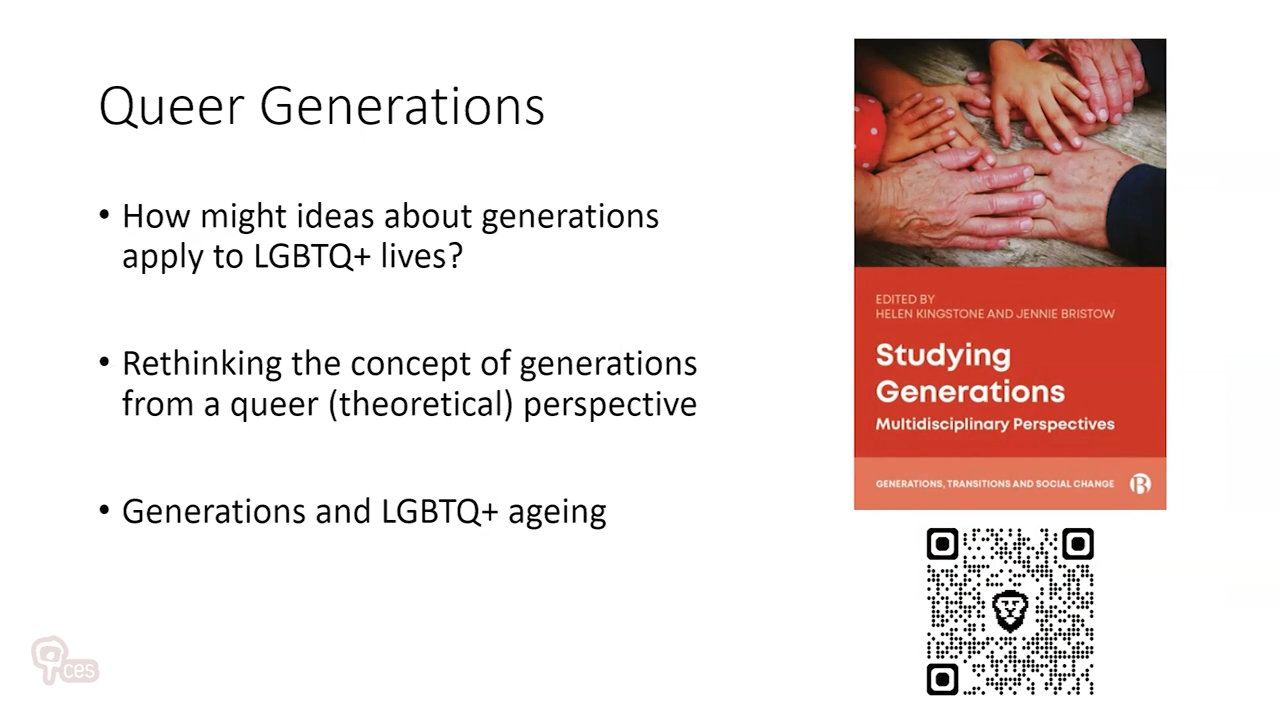 Queer Generations
• How might ideas about generations
apply to LGBTQ+ lives?
• Rethinking the concept of generations
from a queer (theoretical) perspective
• Generations and LGBTQ+ ageing
EDITED BY
HELEN KINGSTONE AND JENNIE BRISTOW
Studying
Generations
Multidisciplinary Perspectives
GENERATIONS, TRANSITIONS AND SOCIAL CHANGE
ces